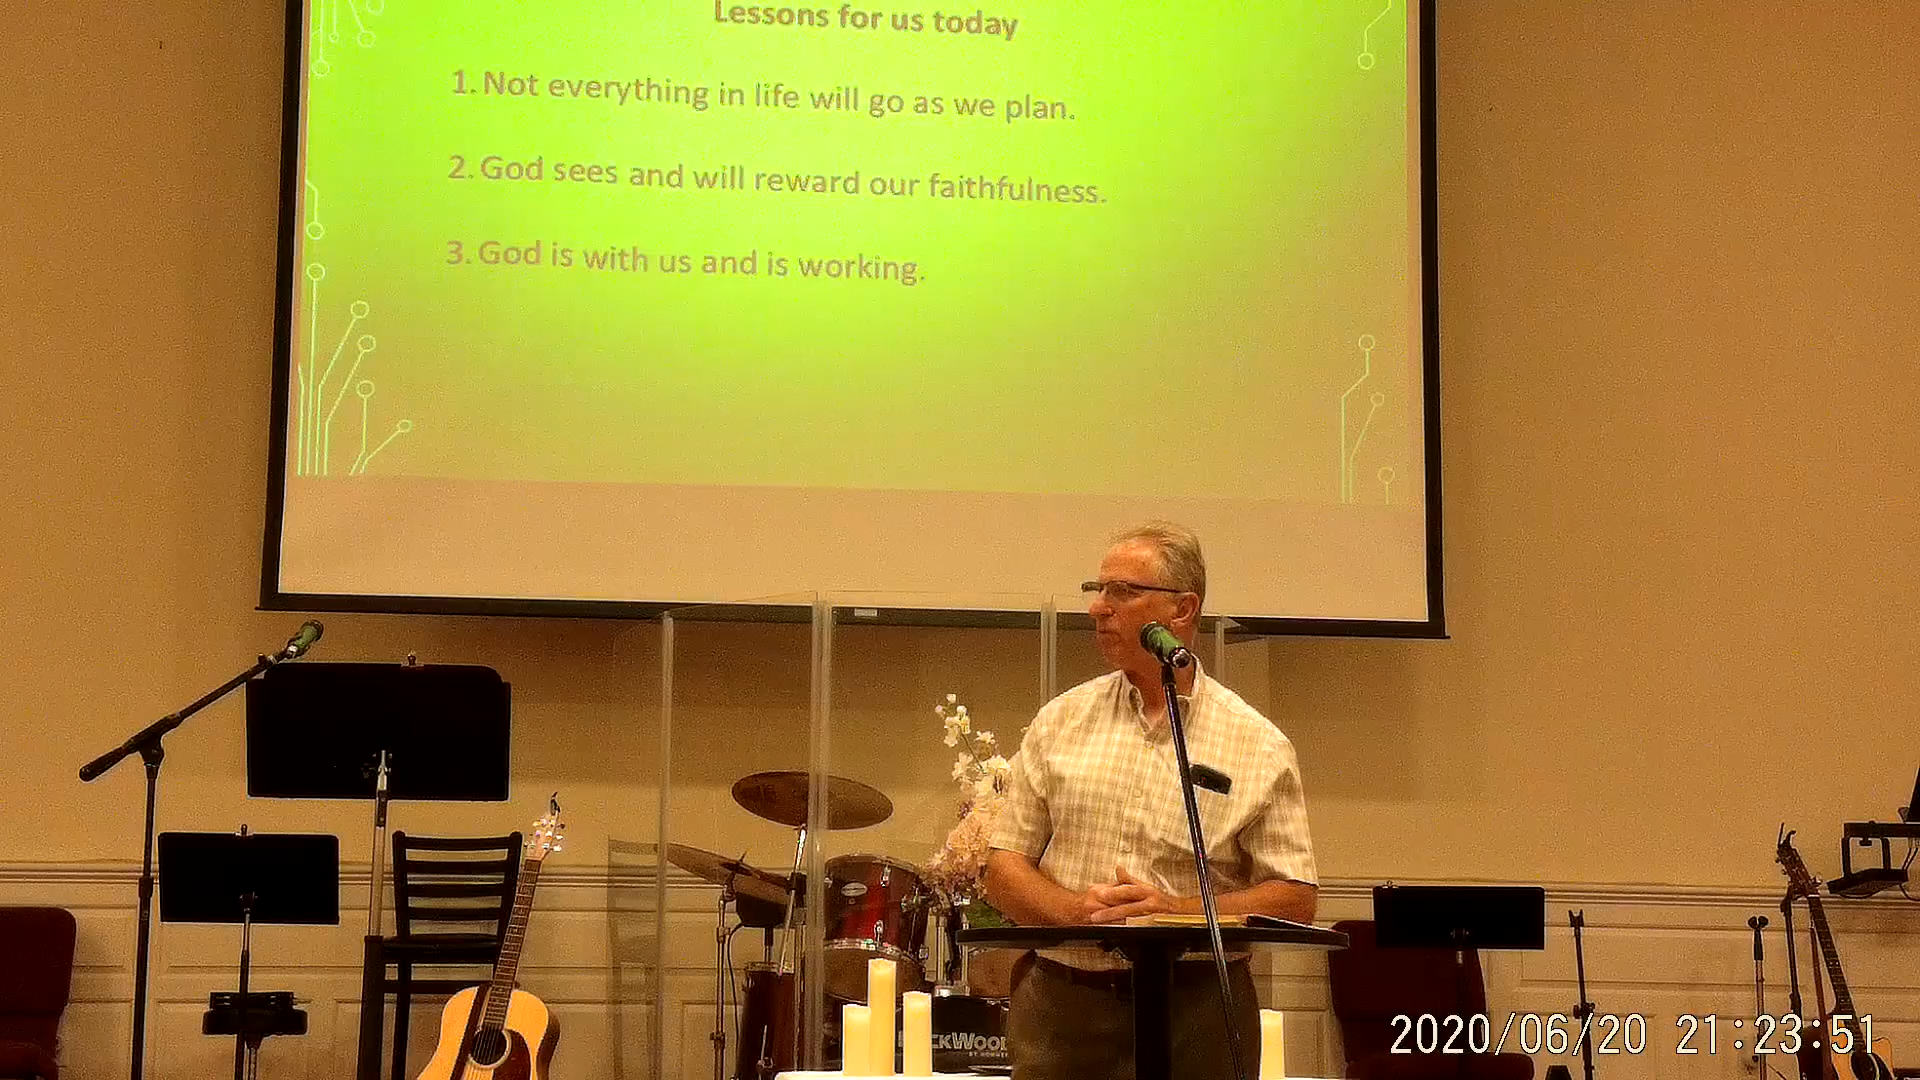 Lessons for us today
1. Not everything in life will go as we plan.
2. God sees and will reward our faithfulness.
3. God is with us and is working.
2020/06/20 21:23:51